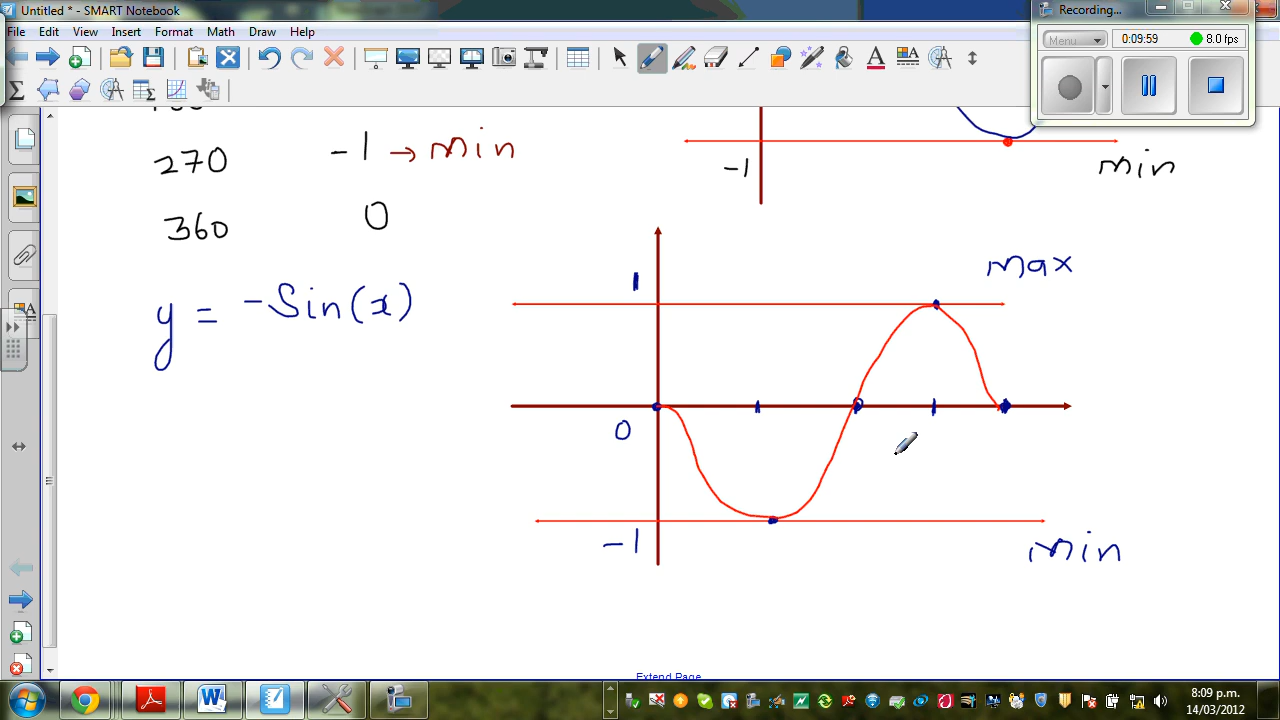 Untitled * - SMART Notebook
File Edit View Insert Format Math Draw Help
Recording...
Menu 0:09:59 8.0 fps
270 -1 → min
360 0
-1 min
y = -Sin(x)
1 max
0
-1 min
Extend Page
8:09 p.m.
14/03/2012